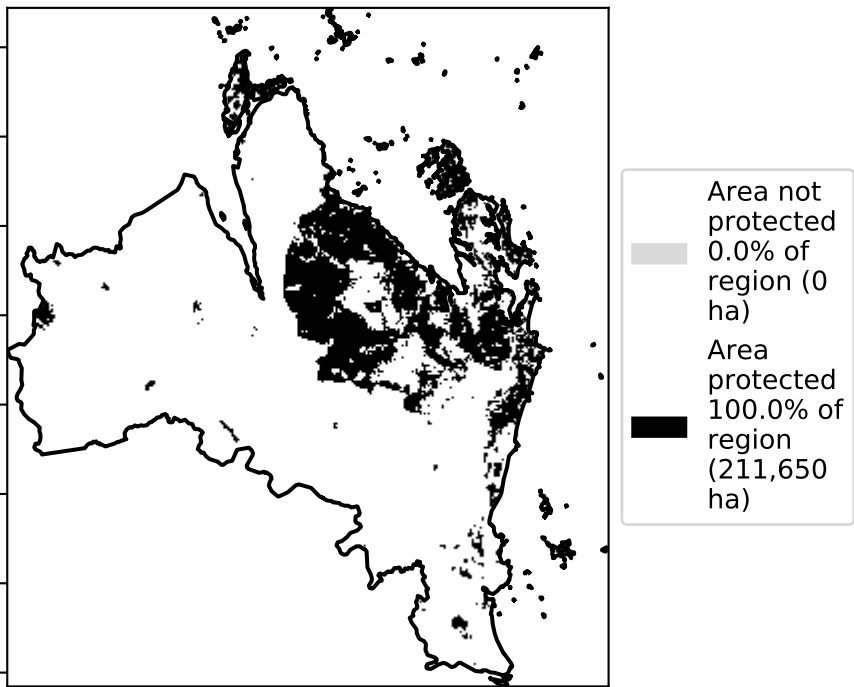 Area not
protected
0.0% of
region (0
ha)
Area
protected
100.0% of
region
(211,650
ha)